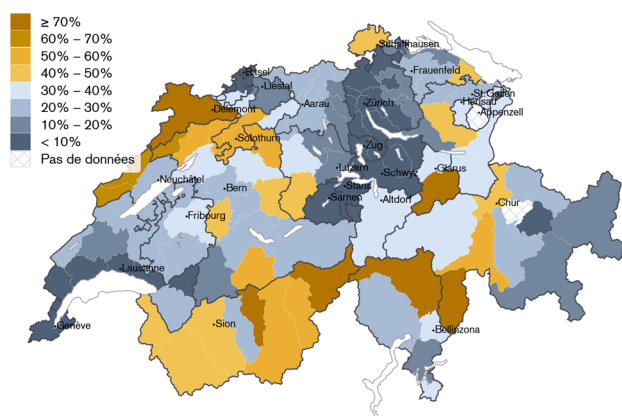 ≥ 70%
60% – 70%
50% – 60%
40% – 50%
30% – 40%
20% – 30%
10% – 20%
< 10%
Pas de données
Schaffhausen
Basel
Liestal
Frauenfeld
Delémont
Aarau
Zürich
St.Gallen
Herisau
Appenzell
Solothurn
Zug
Luzern
Schwyz
Glarus
Neuchâtel
Bern
Stans
Sarnen
Altdorf
Chur
Fribourg
Lausanne
Genève
Sion
Bellinzona